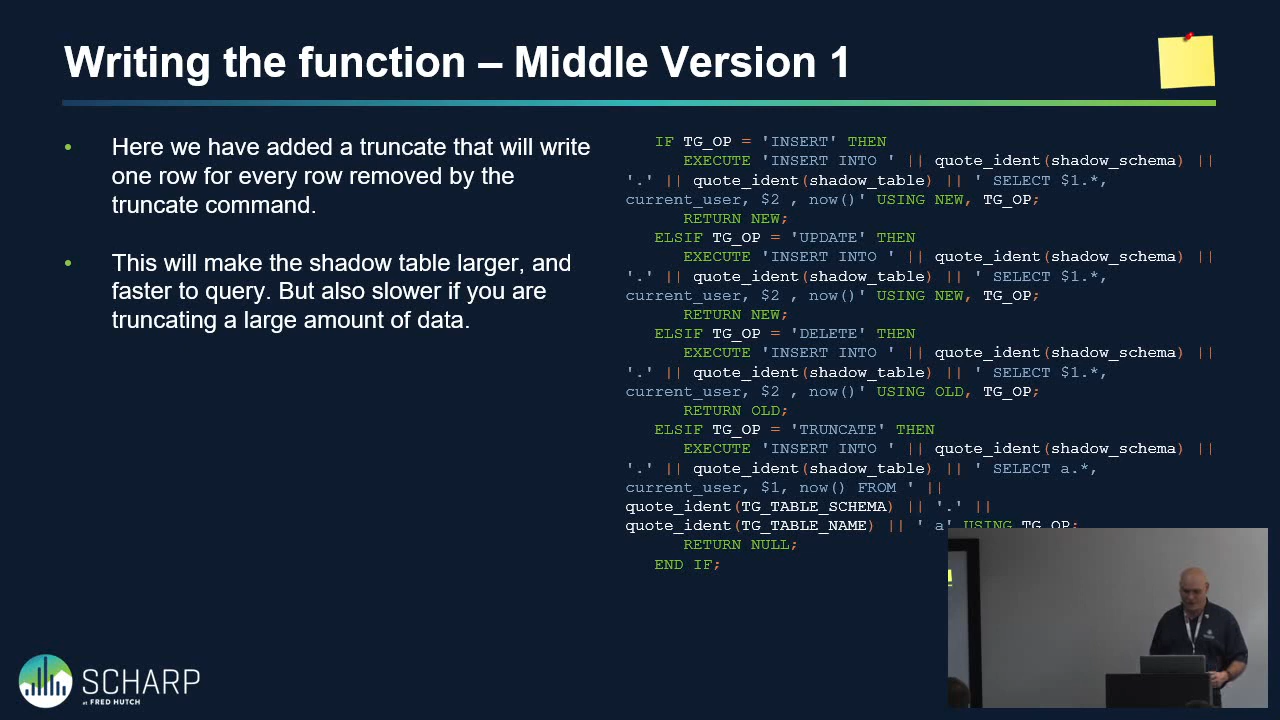 Writing the function – Middle Version 1
• Here we have added a truncate that will write
one row for every row removed by the
truncate command.
• This will make the shadow table larger, and
faster to query. But also slower if you are
truncating a large amount of data.
IF TG_OP = 'INSERT' THEN
EXECUTE 'INSERT INTO ' || quote_ident(shadow_schema) ||
'.' || quote_ident(shadow_table) || ' SELECT $1.*,
current_user, $2 , now()' USING NEW, TG_OP;
RETURN NEW;
ELSIF TG_OP = 'UPDATE' THEN
EXECUTE 'INSERT INTO ' || quote_ident(shadow_schema) ||
'.' || quote_ident(shadow_table) || ' SELECT $1.*,
current_user, $2 , now()' USING NEW, TG_OP;
RETURN NEW;
ELSIF TG_OP = 'DELETE' THEN
EXECUTE 'INSERT INTO ' || quote_ident(shadow_schema) ||
'.' || quote_ident(shadow_table) || ' SELECT $1.*,
current_user, $2 , now()' USING OLD, TG_OP;
RETURN OLD;
ELSIF TG_OP = 'TRUNCATE' THEN
EXECUTE 'INSERT INTO ' || quote_ident(shadow_schema) ||
'.' || quote_ident(shadow_table) || ' SELECT a.*,
current_user, $1, now() FROM ' ||
quote_ident(TG_TABLE_SCHEMA) || '.' ||
quote_ident(TG_TABLE_NAME) || ' a' USING TG_OP;
RETURN NULL;
END IF;
SCHARP
at FRED HUTCH